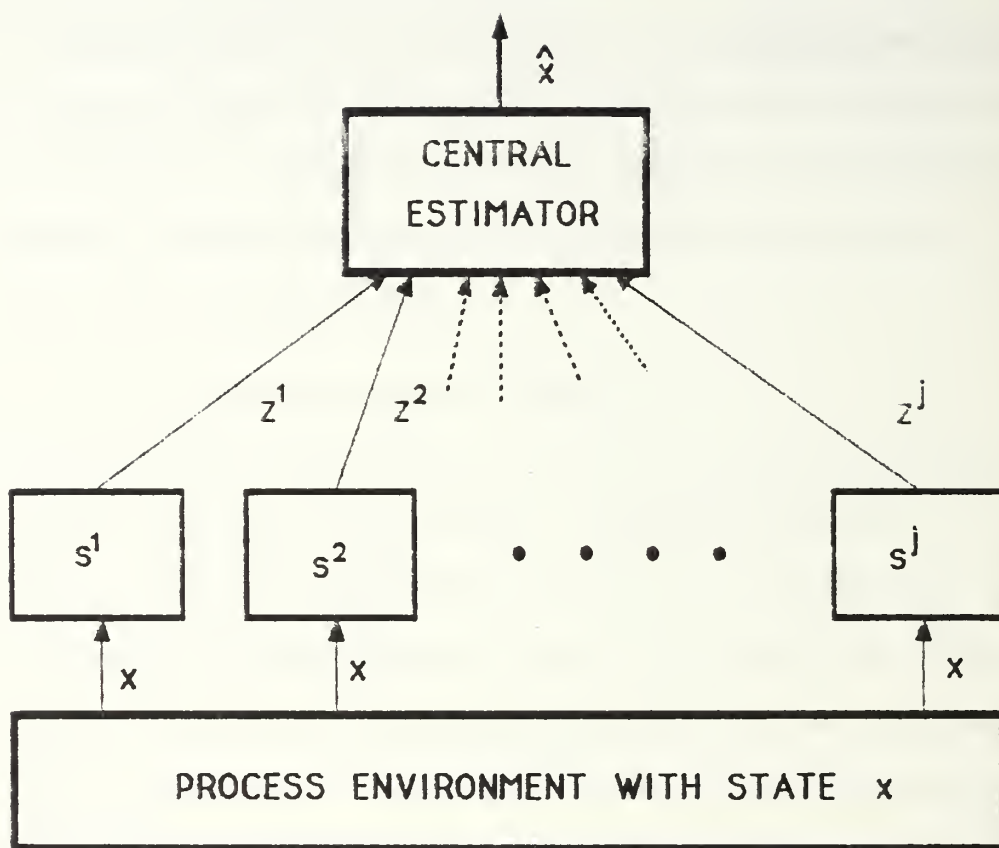 x̂
CENTRAL
ESTIMATOR
z¹ z² zʲ
s¹ s² sʲ
x x x
PROCESS ENVIRONMENT WITH STATE x